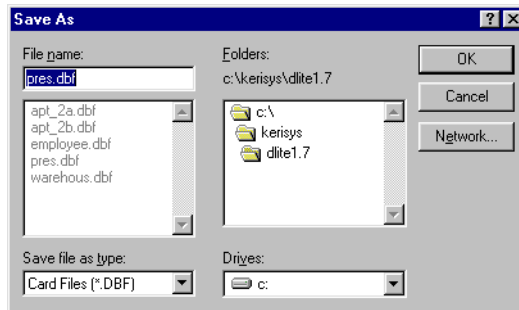 Save As
File name:
pres.dbf
apt_2a.dbf
apt_2b.dbf
employee.dbf
pres.dbf
warehous.dbf
Save file as type:
Card Files (*.DBF)
Folders:
c:\kerisys\dlite1.7
c:\
kerisys
dlite1.7
Drives:
c:
OK
Cancel
Network...